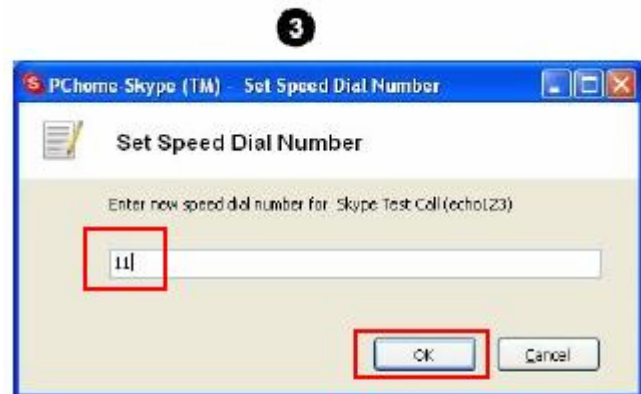 3
PChome-Skype (TM) - Set Speed Dial Number
Set Speed Dial Number
Enter new speed dial number for Skype Test Call (echo123)
11
OK Cancel